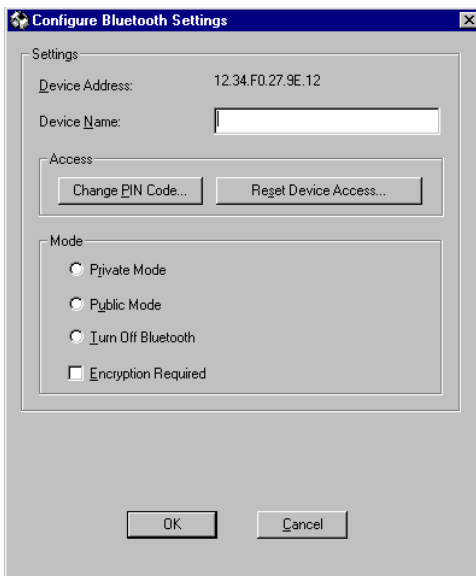 Configure Bluetooth Settings
Settings
Device Address: 12.34.F0.27.9E.12
Device Name:
Access
Change PIN Code... Reset Device Access...
Mode
Private Mode
Public Mode
Turn Off Bluetooth
Encryption Required
OK Cancel